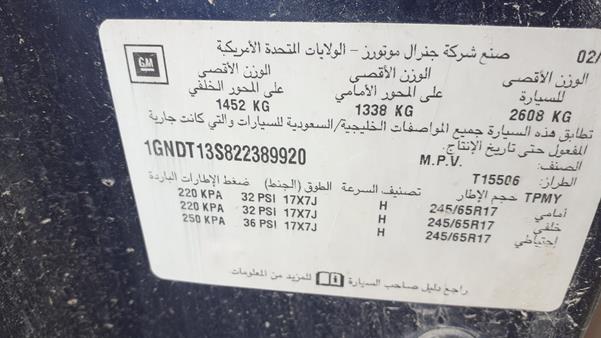 GM
صنع شركة جنرال موتورز - الولايات المتحدة الأمريكية 02/
الوزن الأقصى للسيارة 2608 KG
الوزن الأقصى على المحور الأمامي 1338 KG
الوزن الأقصى على المحور الخلفي 1452 KG
تطابق هذه السيارة جميع المواصفات الخليجية/السعودية للسيارات والتي كانت جارية
المفعول حتى تاريخ الإنتاج.
1GNDT13S822389920
الصنف: M.P.V.
الطراز: T15506
TPMY حجم الإطار تصنيف السرعة الطوق (الجنط) ضغط الإطارات الباردة
أمامي 245/65R17 H 17X7J 32 PSI 220 KPA
خلفي 245/65R17 H 17X7J 32 PSI 220 KPA
إحتياطي 245/65R17 H 17X7J 36 PSI 250 KPA
راجع دليل صاحب السيارة للمزيد من المعلومات.